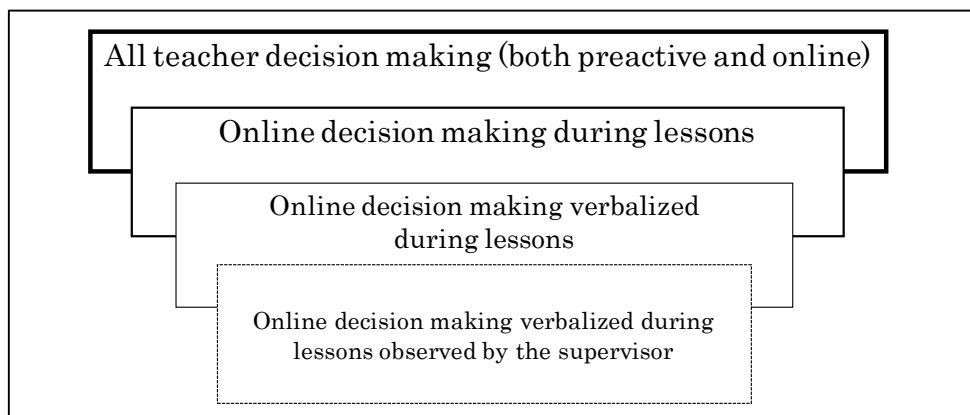 All teacher decision making (both preactive and online)
Online decision making during lessons
Online decision making verbalized
during lessons
Online decision making verbalized during
lessons observed by the supervisor